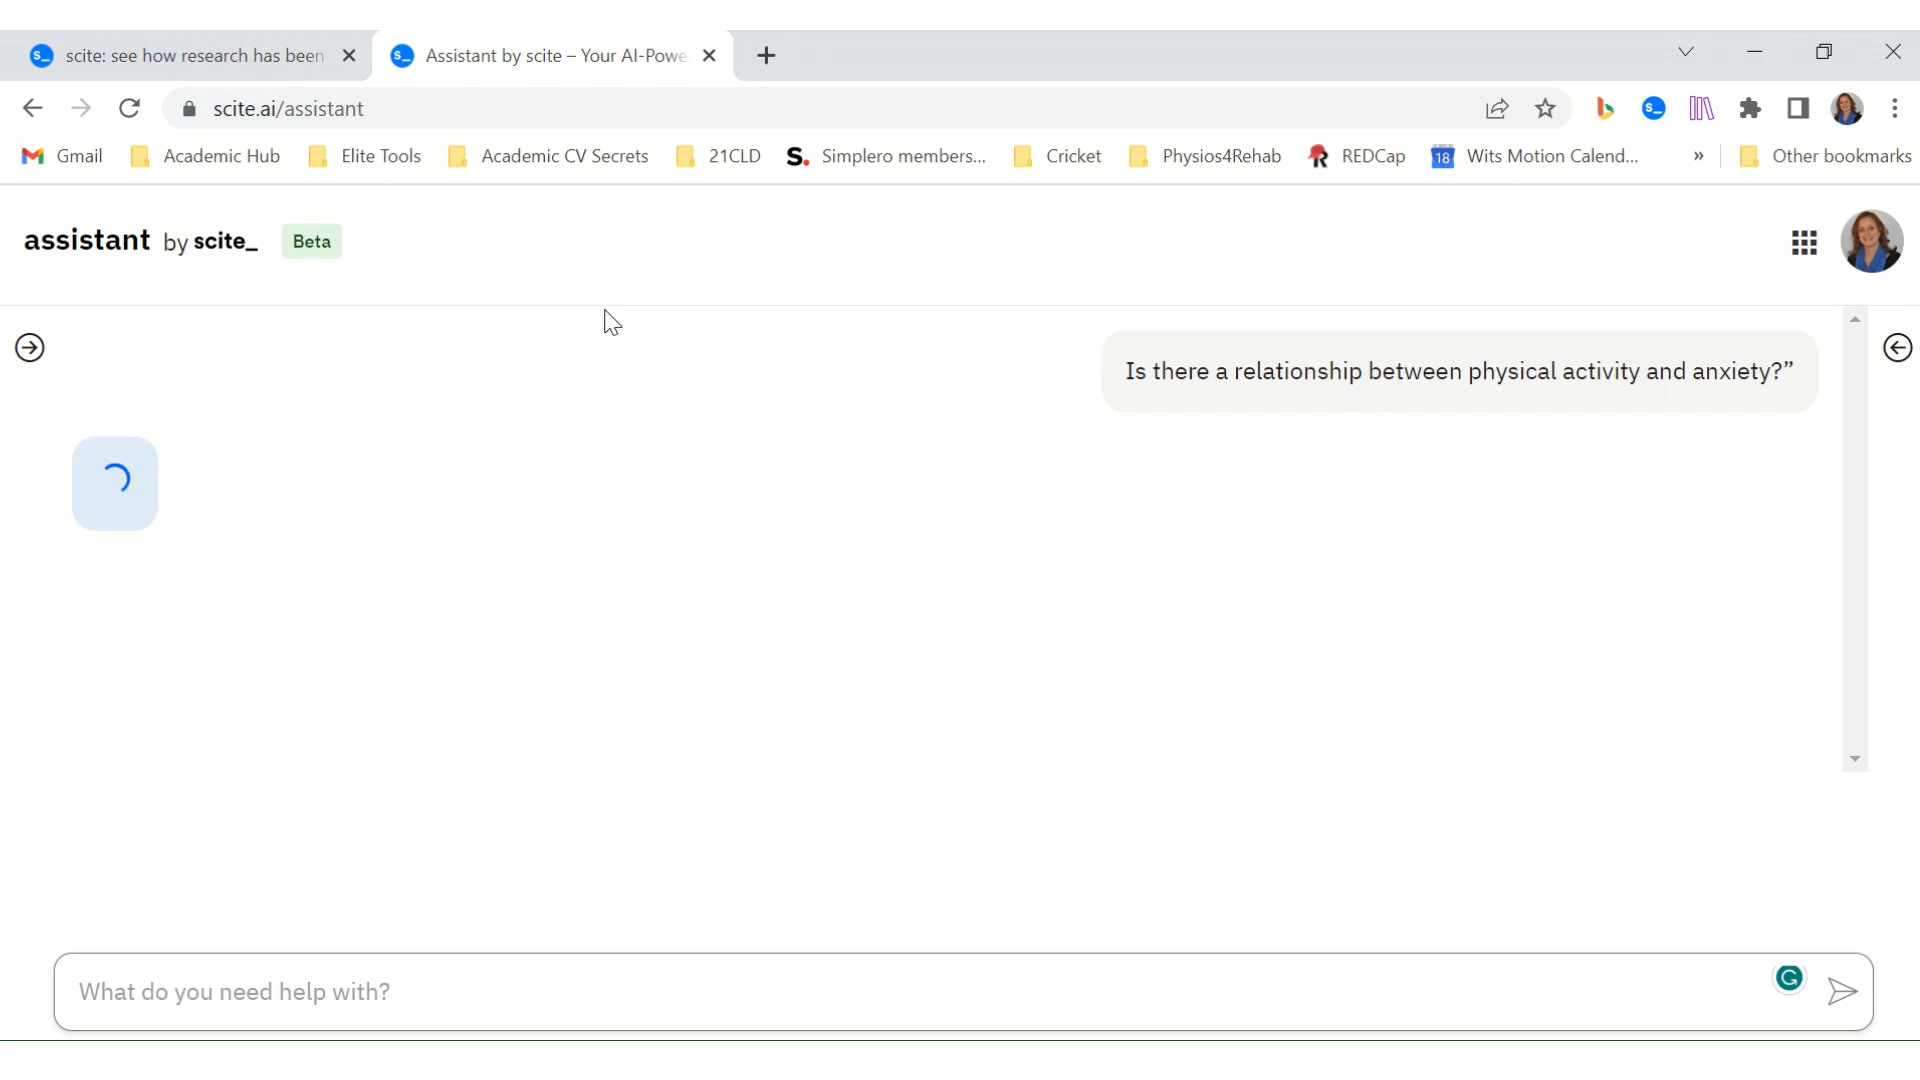 scite: see how research has been
Assistant by scite – Your AI-Powe
scite.ai/assistant
Gmail
Academic Hub
Elite Tools
Academic CV Secrets
21CLD
Simplero members...
Cricket
Physios4Rehab
REDCap
18
Wits Motion Calend...
»
Other bookmarks
assistant by scite_
Beta
Is there a relationship between physical activity and anxiety?”
What do you need help with?